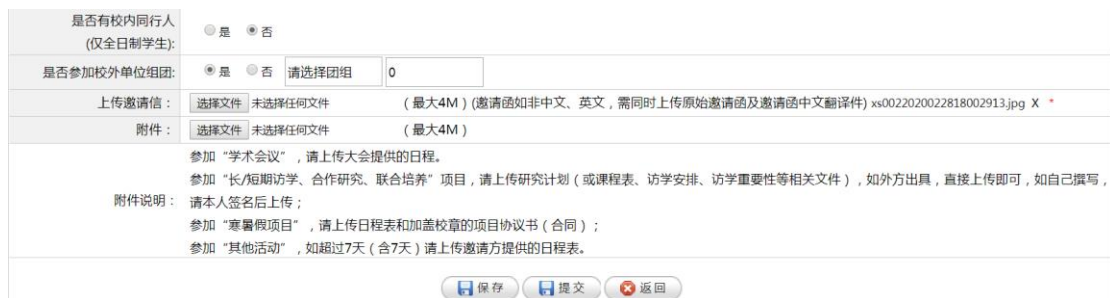 是否有校内同行人
(仅全日制学生): 是 否
是否参加校外单位组团: 是 否 请选择团组 0
上传邀请信： 选择文件 未选择任何文件 （最大4M）(邀请函如非中文、英文，需同时上传原始邀请函及邀请函中文翻译件) xs0022020022818002913.jpg X *
附件： 选择文件 未选择任何文件 （最大4M）
参加“学术会议”，请上传大会提供的日程。
参加“长/短期访学、合作研究、联合培养”项目，请上传研究计划（或课程表、访学安排、访学重要性等相关文件），如外方出具，直接上传即可，如自己撰写，
附件说明： 请本人签名后上传；
参加“寒暑假项目”，请上传日程表和加盖校章的项目协议书（合同）；
参加“其他活动”，如超过7天（含7天）请上传邀请方提供的日程表。
保存 提交 返回